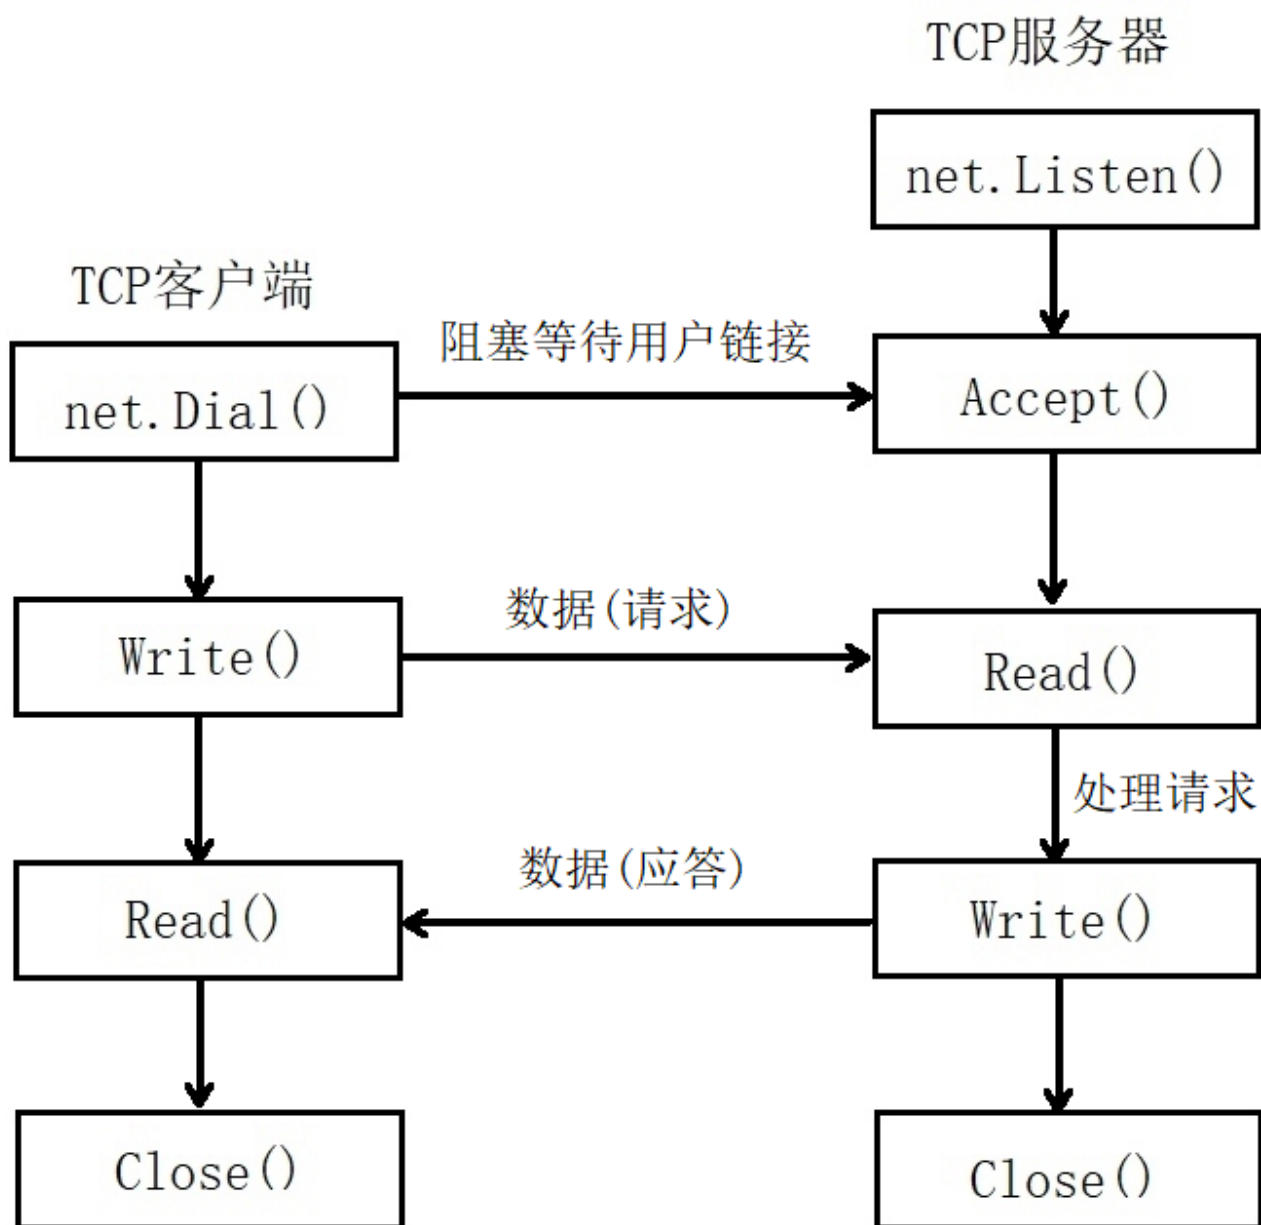 TCP服务器
net.Listen()
TCP客户端
阻塞等待用户链接
net.Dial()
Accept()
数据(请求)
Write()
Read()
处理请求
数据(应答)
Read()
Write()
Close()
Close()